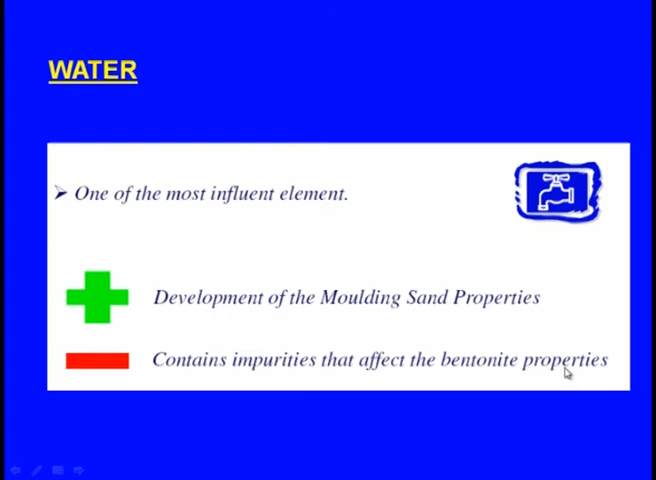 WATER
One of the most influent element.
Development of the Moulding Sand Properties
Contains impurities that affect the bentonite properties